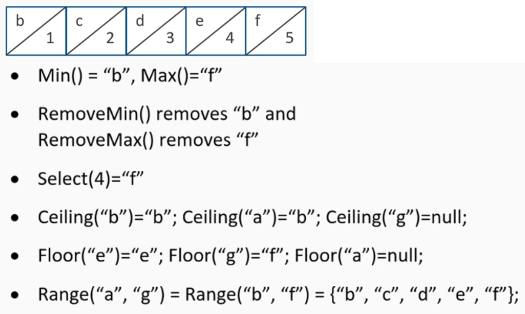 b 1 c 2 d 3 e 4 f 5
• Min() = “b”, Max()=“f”
• RemoveMin() removes “b” and
RemoveMax() removes “f”
• Select(4)=“f”
• Ceiling(“b”)=“b”; Ceiling(“a”)=“b”; Ceiling(“g”)=null;
• Floor(“e”)=“e”; Floor(“g”)=“f”; Floor(“a”)=null;
• Range(“a”, “g”) = Range(“b”, “f”) = {“b”, “c”, “d”, “e”, “f”};